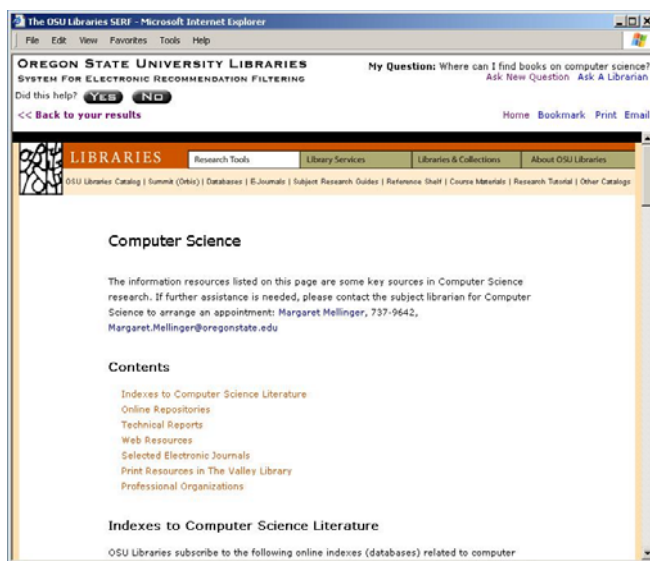 The OSU Libraries SERF - Microsoft Internet Explorer
File Edit View Favorites Tools Help
OREGON STATE UNIVERSITY LIBRARIES
SYSTEM FOR ELECTRONIC RECOMMENDATION FILTERING
My Question: Where can I find books on computer science?
Ask New Question Ask A Librarian
Did this help? YES NO
<< Back to your results
Home Bookmark Print Email
LIBRARIES
Research Tools Library Services Libraries & Collections About OSU Libraries
OSU Libraries Catalog | Summit (Orbis) | Databases | E-Journals | Subject Research Guides | Reference Shelf | Course Materials | Research Tutorial | Other Catalogs
Computer Science
The information resources listed on this page are some key sources in Computer Science
research. If further assistance is needed, please contact the subject librarian for Computer
Science to arrange an appointment: Margaret Mellinger, 737-9642,
Margaret.Mellinger@oregonstate.edu
Contents
Indexes to Computer Science Literature
Online Repositories
Technical Reports
Web Resources
Selected Electronic Journals
Print Resources in The Valley Library
Professional Organizations
Indexes to Computer Science Literature
OSU Libraries subscribe to the following online indexes (databases) related to computer